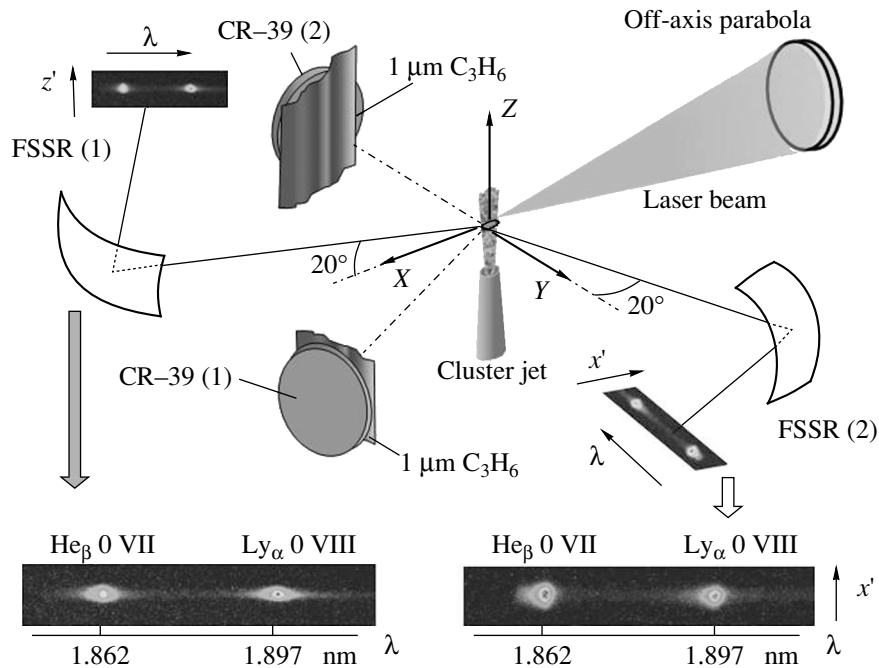 Off-axis parabola
CR–39 (2)
λ
1 μm C₃H₆
z'
Z
FSSR (1)
Laser beam
20°
X
Y
20°
CR–39 (1)
Cluster jet
x'
FSSR (2)
1 μm C₃H₆
λ
Heᵦ 0 VII
Lyα 0 VIII
Heᵦ 0 VII
Lyα 0 VIII
x'
λ
λ
1.862
1.897
nm
1.862
1.897
nm